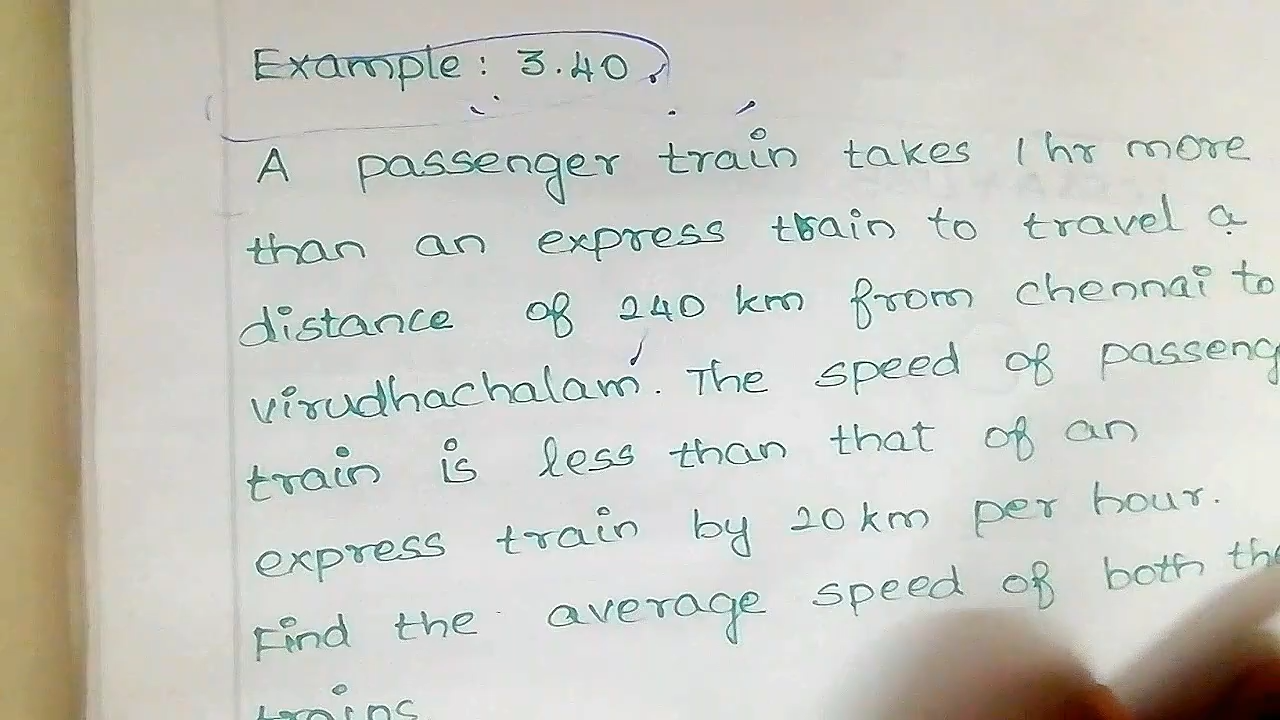 Example: 3.40
A passenger train takes 1 hr more
than an express train to travel a
distance of 240 km from chennai to
virudhachalam. The speed of passeng
train is less than that of an
express train by 20 km per hour.
Find the average speed of both the
trains